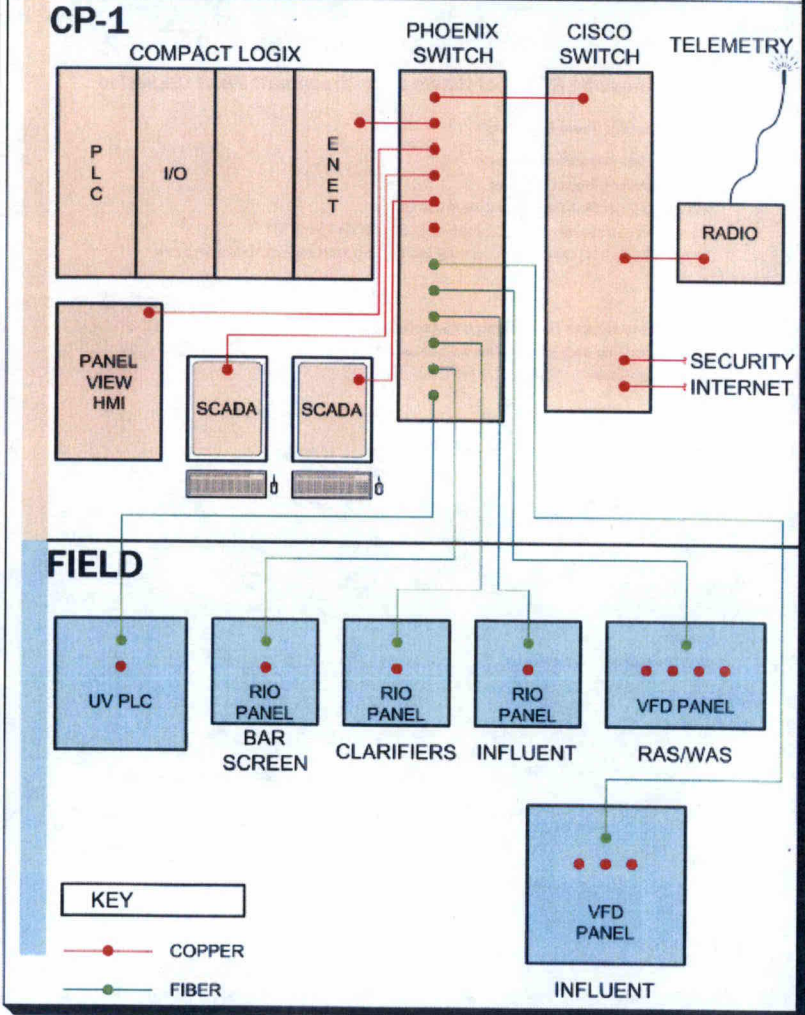 CP-1
COMPACT LOGIX
PHOENIX
SWITCH
CISCO
SWITCH
TELEMETRY
PLC
I/O
ENET
RADIO
PANEL
VIEW
HMI
SCADA
SCADA
SECURITY
INTERNET
FIELD
UV PLC
RIO
PANEL
BAR
SCREEN
RIO
PANEL
CLARIFIERS
RIO
PANEL
INFLUENT
VFD PANEL
RAS/WAS
VFD
PANEL
INFLUENT
KEY
COPPER
FIBER